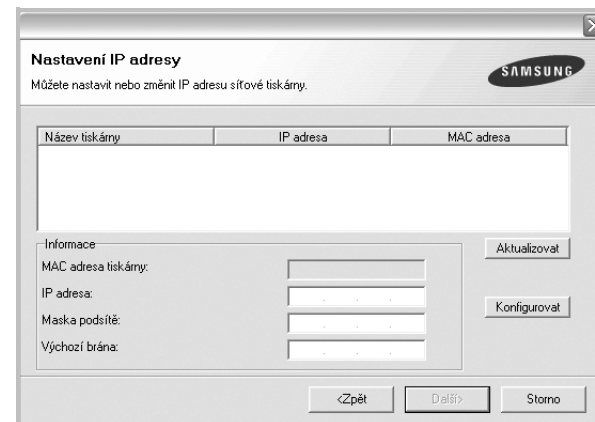 Nastavení IP adresy
Můžete nastavit nebo změnit IP adresu síťové tiskárny.
SAMSUNG
Název tiskárny IP adresa MAC adresa
Informace
Aktualizovat
MAC adresa tiskárny:
IP adresa:
Konfigurovat
Maska podsítě:
Výchozí brána:
<Zpět Další> Storno